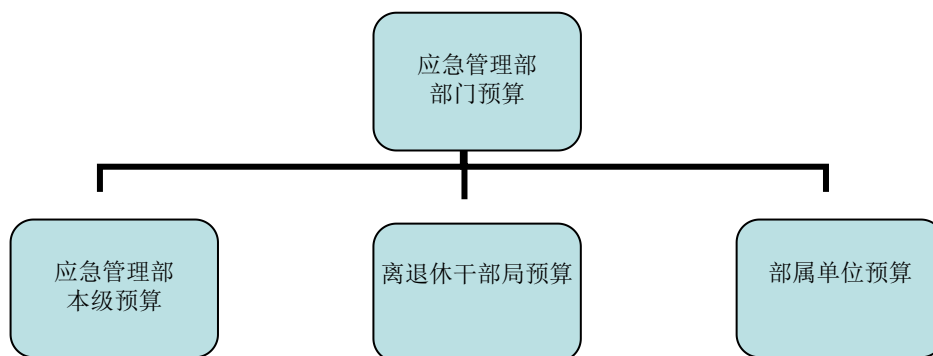 应急管理部
部门预算
应急管理部
本级预算
离退休干部局预算
部属单位预算